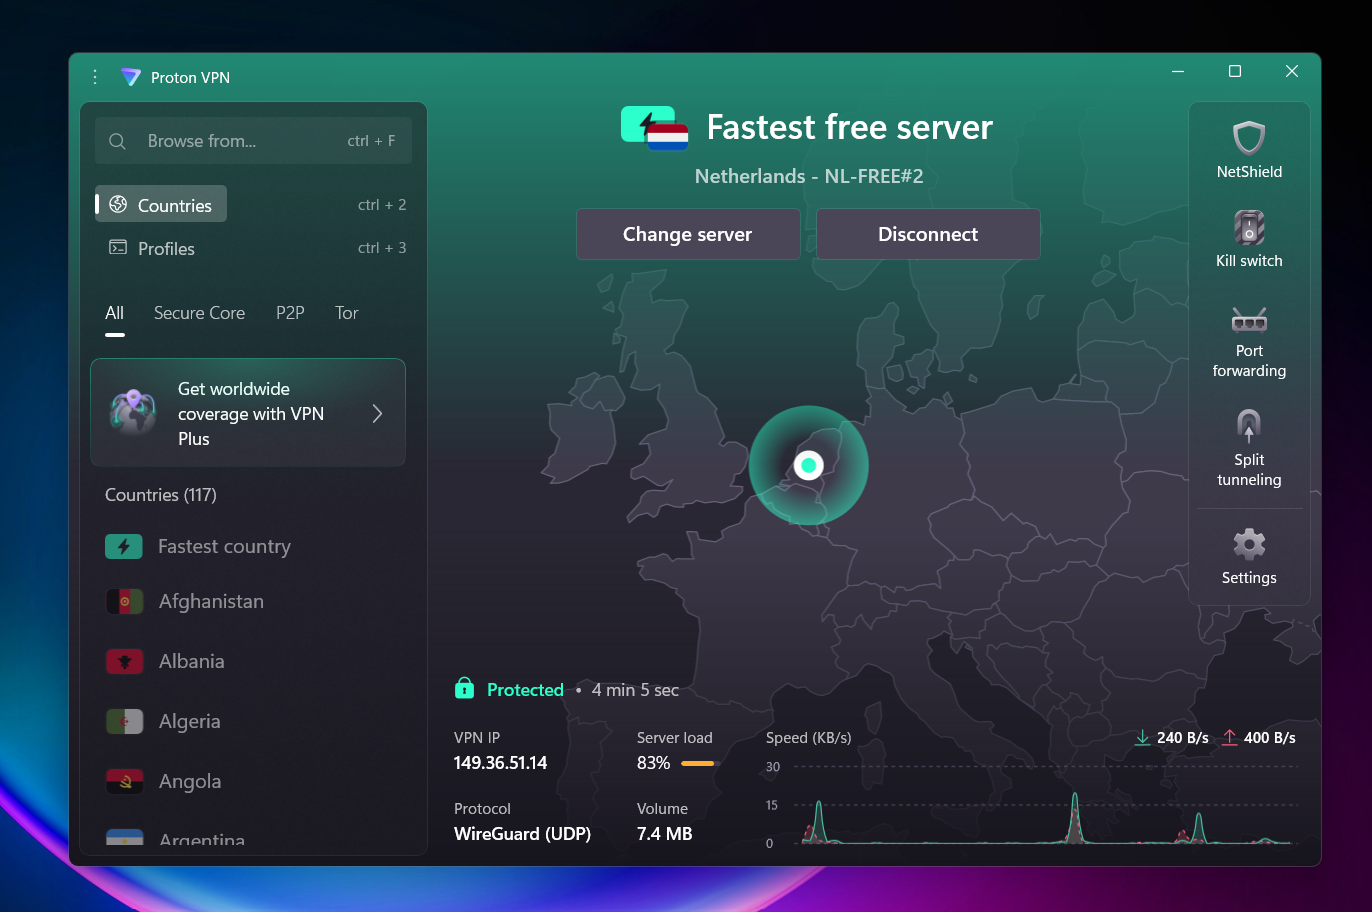 Proton VPN
Browse from...
ctrl + F
Countries
ctrl + 2
Profiles
ctrl + 3
All
Secure Core
P2P
Tor
Get worldwide
coverage with VPN
Plus
Countries (117)
Fastest country
Afghanistan
Albania
Algeria
Angola
Argentina
Fastest free server
Netherlands - NL-FREE#2
Change server
Disconnect
Protected • 4 min 5 sec
VPN IP
149.36.51.14
Server load
83%
Protocol
WireGuard (UDP)
Volume
7.4 MB
Speed (KB/s)
240 B/s
400 B/s
30
15
0
NetShield
Kill switch
Port
forwarding
Split
tunneling
Settings